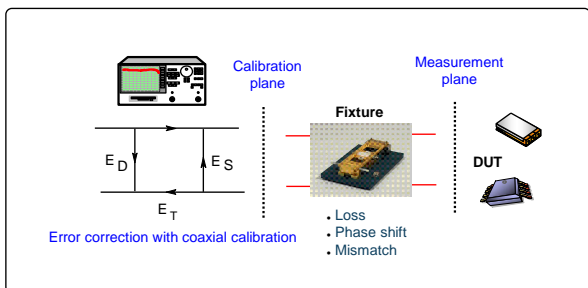 Calibration
plane
Measurement
plane
Fixture
E D
E S
E T
DUT
• Loss
• Phase shift
• Mismatch
Error correction with coaxial calibration